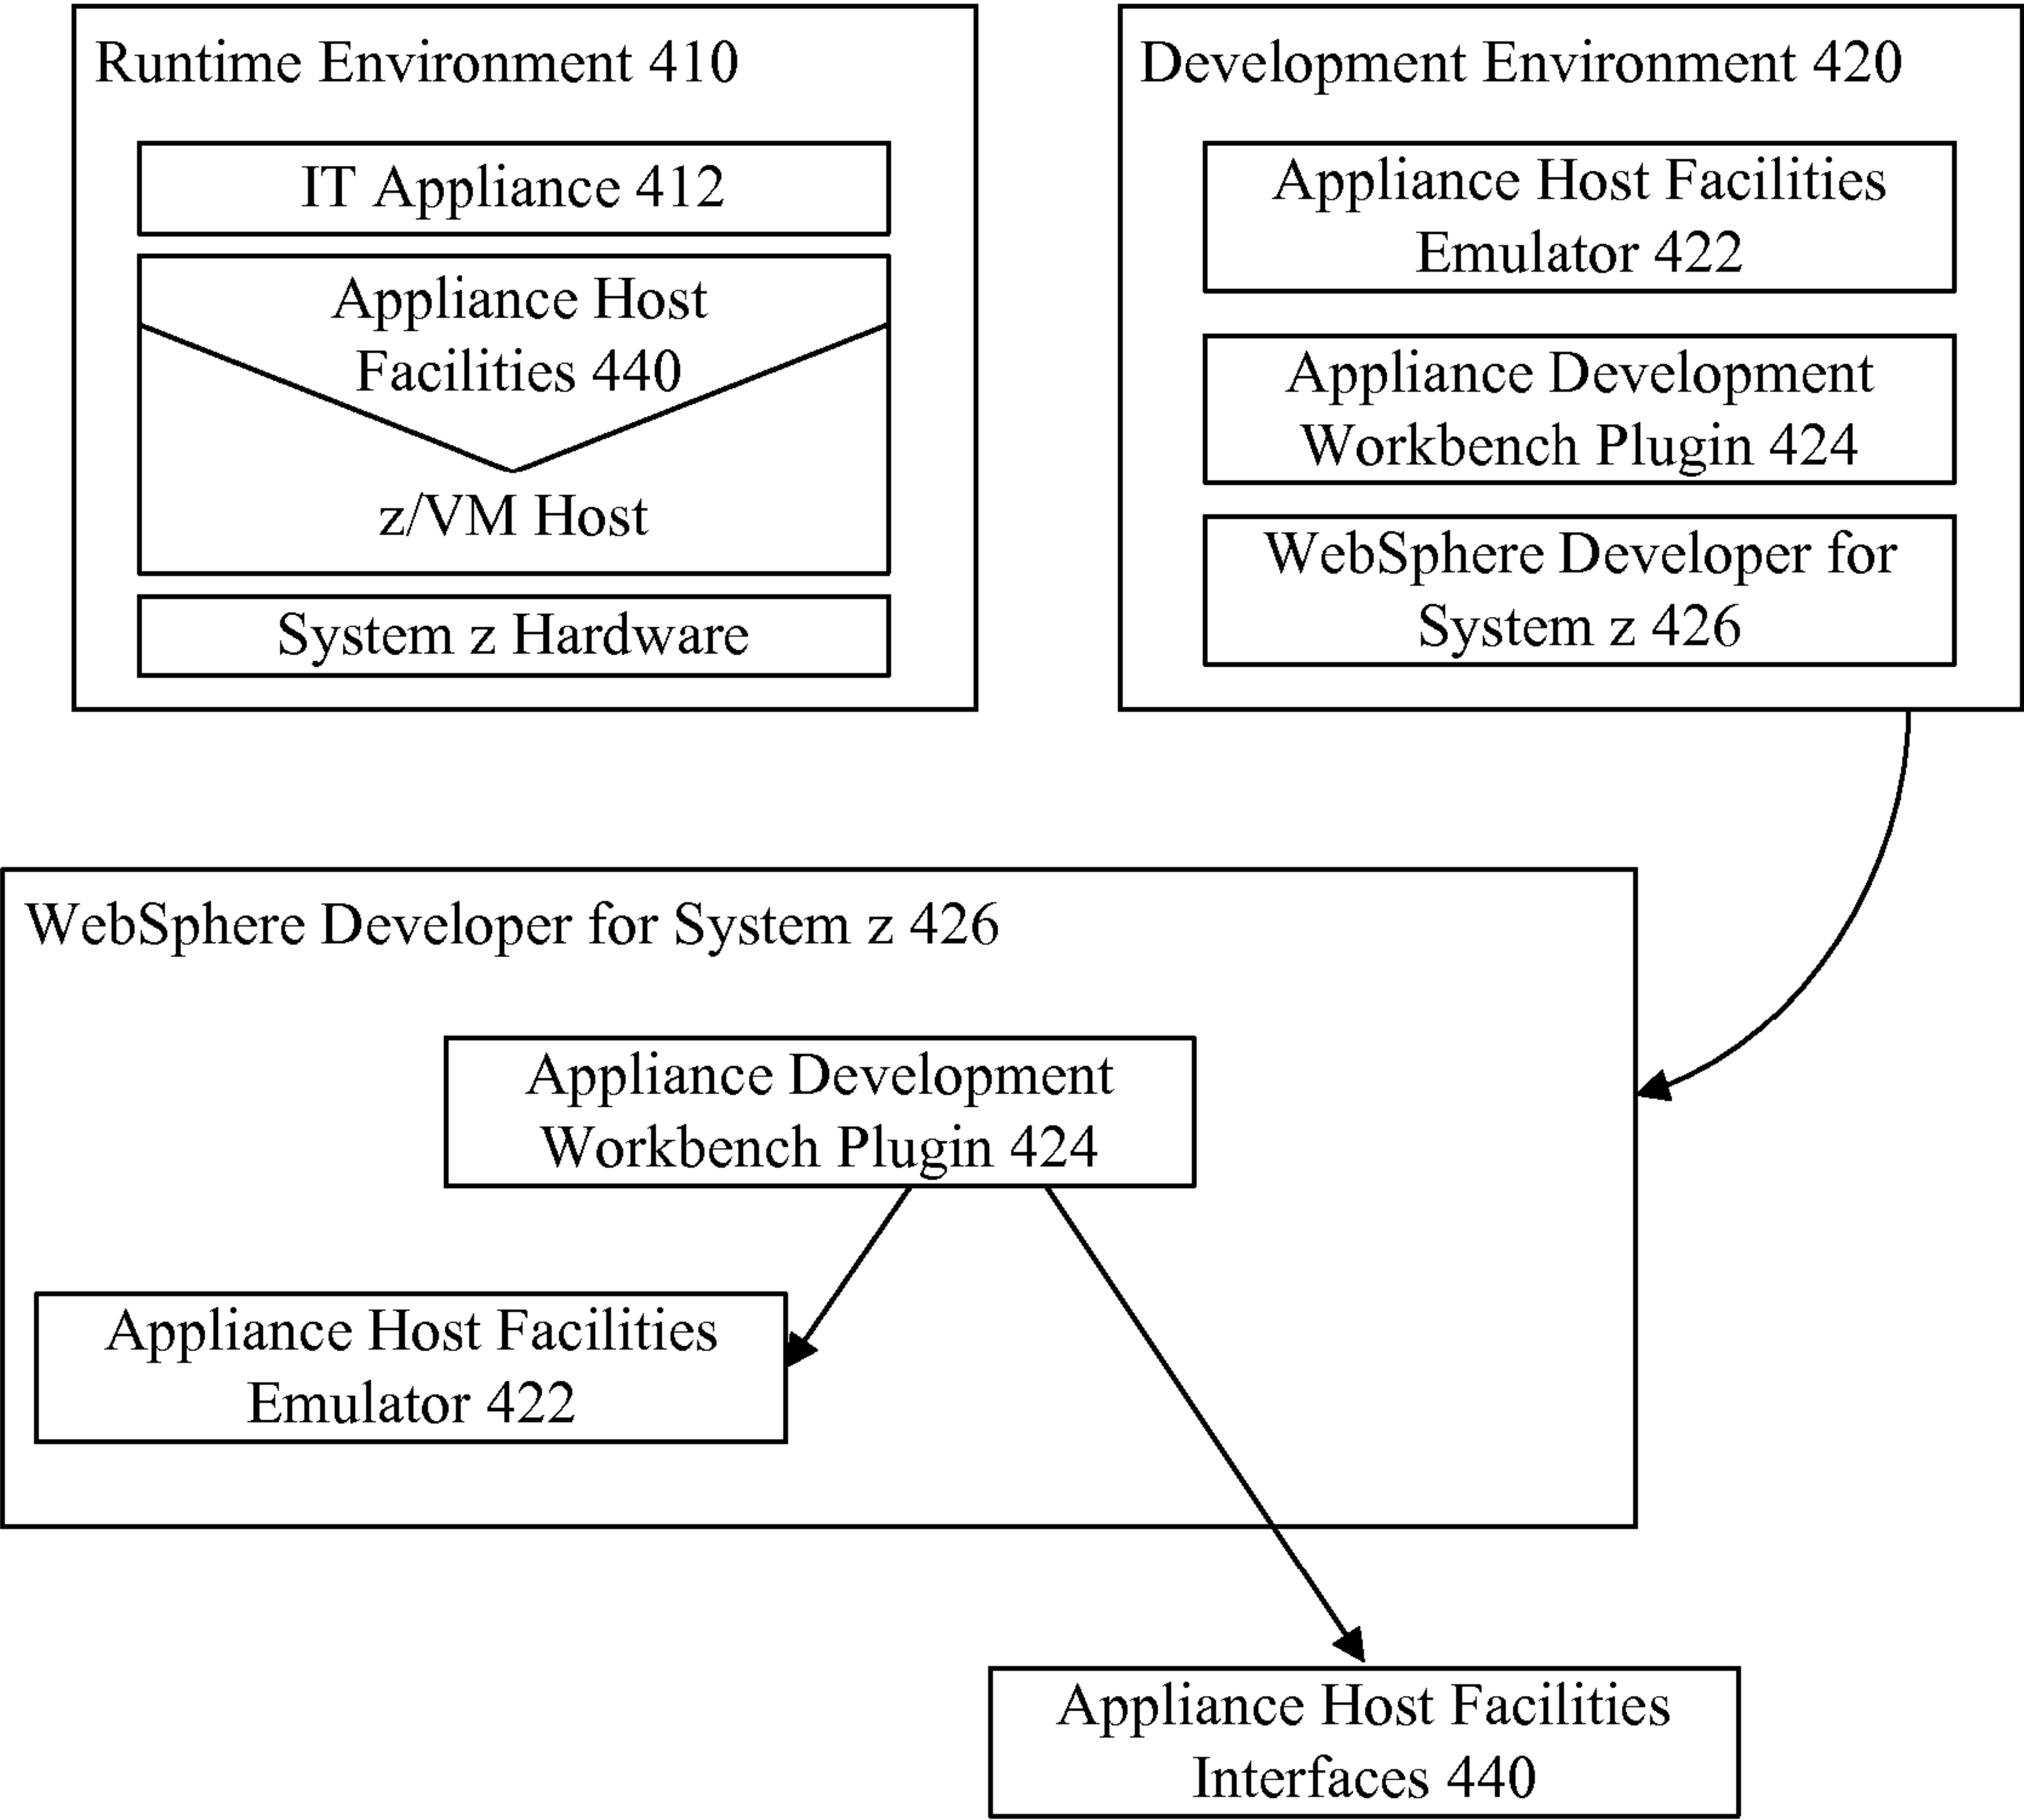 Runtime Environment 410
IT Appliance 412
Appliance Host
Facilities 440
z/VM Host
System z Hardware
Development Environment 420
Appliance Host Facilities
Emulator 422
Appliance Development
Workbench Plugin 424
WebSphere Developer for
System z 426
WebSphere Developer for System z 426
Appliance Development
Workbench Plugin 424
Appliance Host Facilities
Emulator 422
Appliance Host Facilities
Interfaces 440